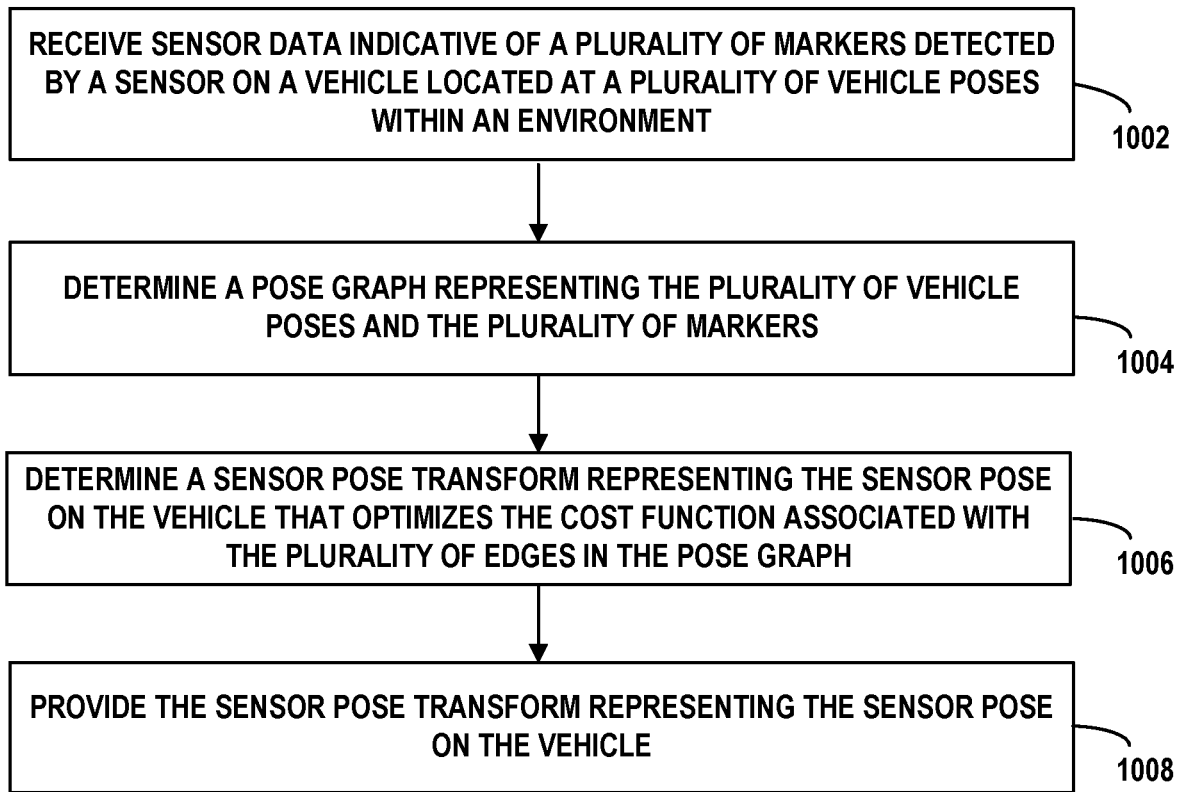 RECEIVE SENSOR DATA INDICATIVE OF A PLURALITY OF MARKERS DETECTED
BY A SENSOR ON A VEHICLE LOCATED AT A PLURALITY OF VEHICLE POSES
WITHIN AN ENVIRONMENT
1002
DETERMINE A POSE GRAPH REPRESENTING THE PLURALITY OF VEHICLE
POSES AND THE PLURALITY OF MARKERS
1004
DETERMINE A SENSOR POSE TRANSFORM REPRESENTING THE SENSOR POSE
ON THE VEHICLE THAT OPTIMIZES THE COST FUNCTION ASSOCIATED WITH
THE PLURALITY OF EDGES IN THE POSE GRAPH
1006
PROVIDE THE SENSOR POSE TRANSFORM REPRESENTING THE SENSOR POSE
ON THE VEHICLE
1008